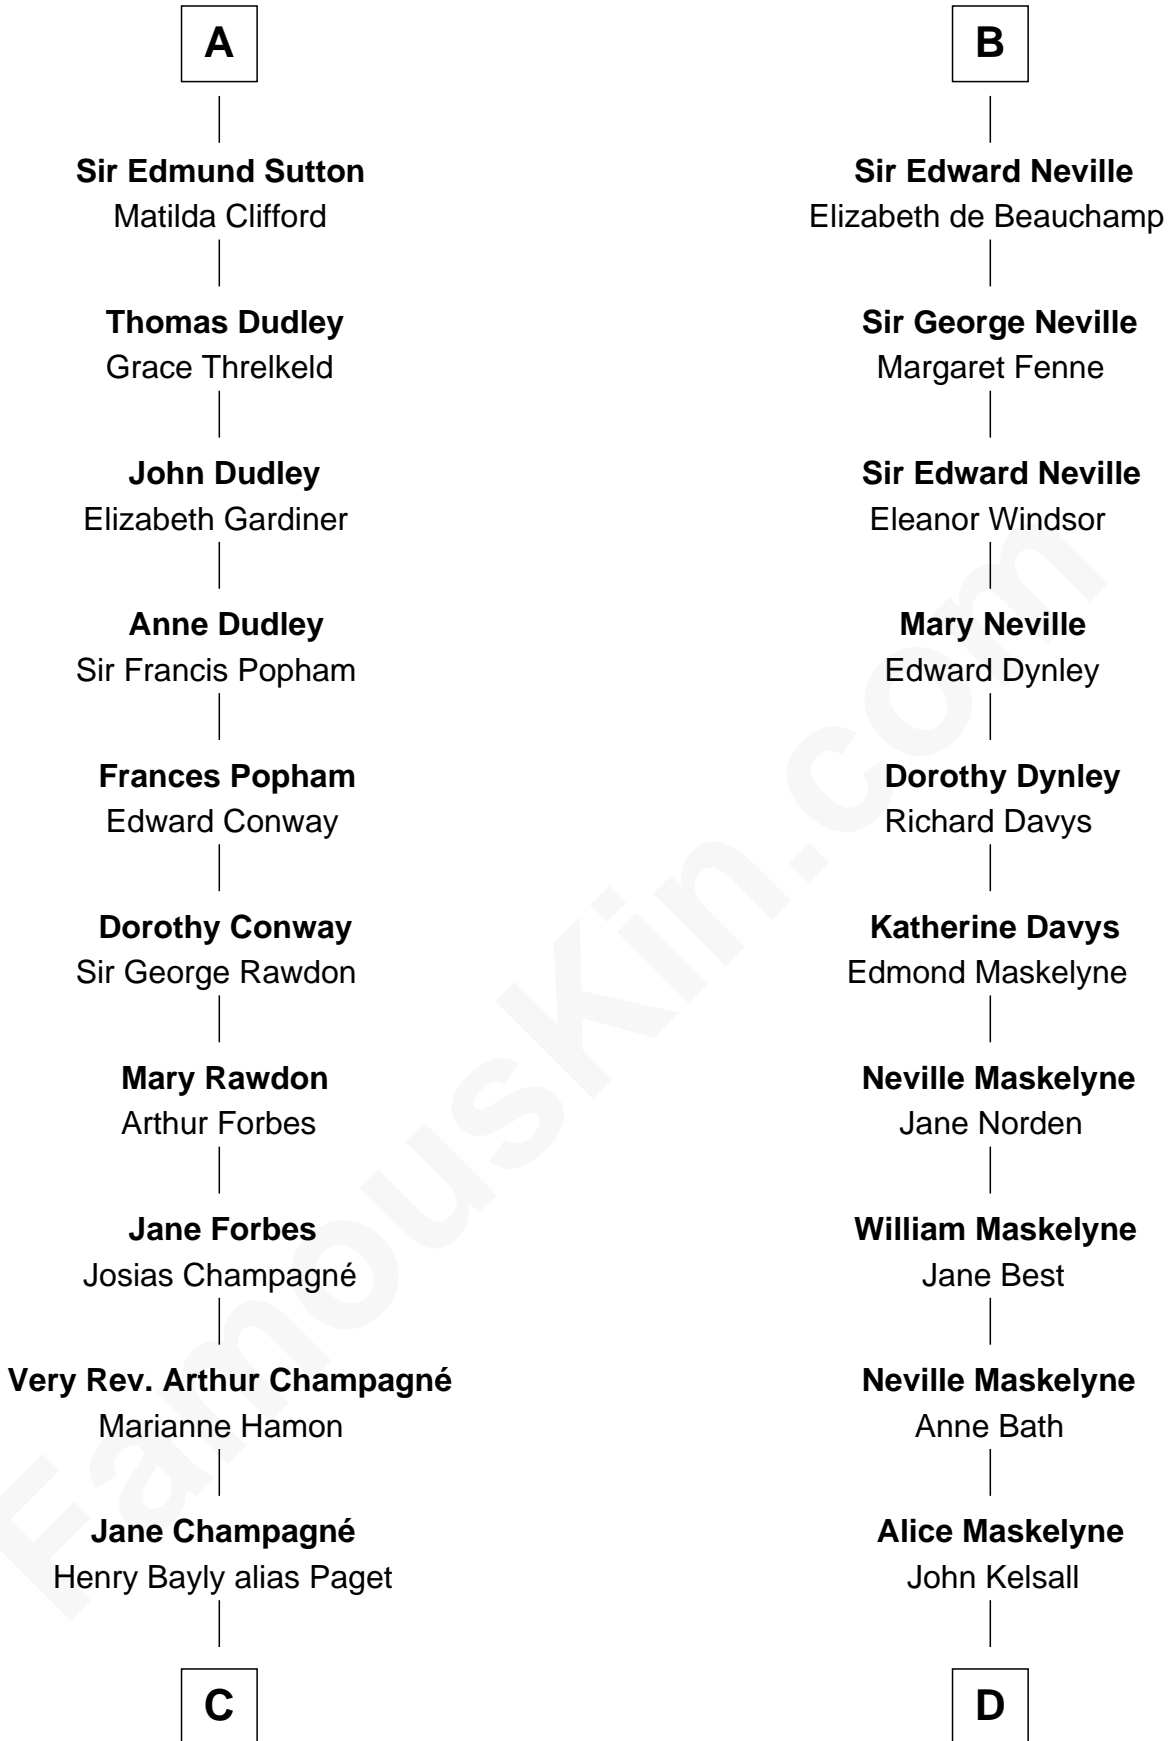 A
Sir Edmund Sutton
Matilda Clifford
Thomas Dudley
Grace Threlkeld
John Dudley
Elizabeth Gardiner
Anne Dudley
Sir Francis Popham
Frances Popham
Edward Conway
Dorothy Conway
Sir George Rawdon
Mary Rawdon
Arthur Forbes
Jane Forbes
Josias Champagné
Very Rev. Arthur Champagné
Marianne Hamon
Jane Champagné
Henry Bayly alias Paget
C
B
Sir Edward Neville
Elizabeth de Beauchamp
Sir George Neville
Margaret Fenne
Sir Edward Neville
Eleanor Windsor
Mary Neville
Edward Dynley
Dorothy Dynley
Richard Davys
Katherine Davys
Edmond Maskelyne
Neville Maskelyne
Jane Norden
William Maskelyne
Jane Best
Neville Maskelyne
Anne Bath
Alice Maskelyne
John Kelsall
D
FamousKin.com